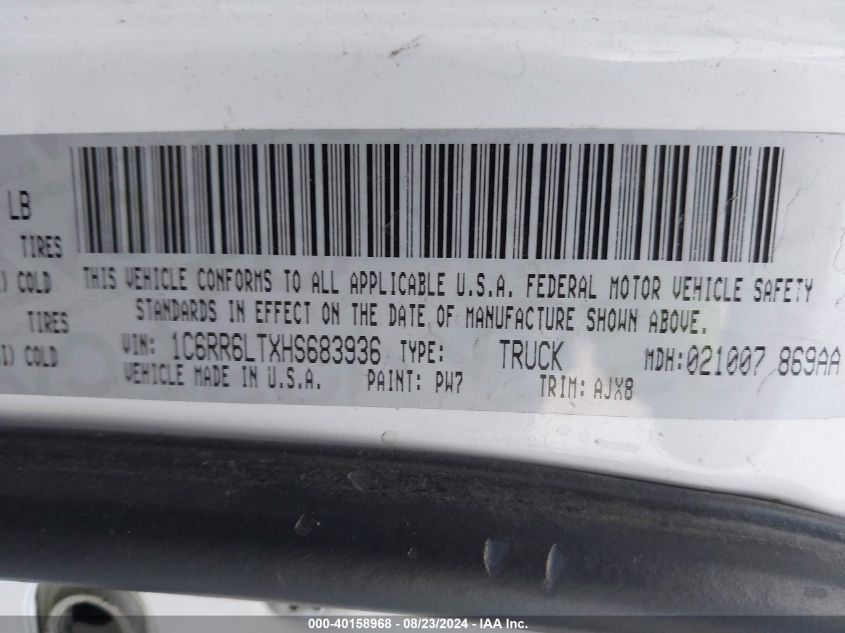 LB
TIRES
) COLD
THIS VEHICLE CONFORMS TO ALL APPLICABLE U.S.A. FEDERAL MOTOR VEHICLE SAFETY
STANDARDS IN EFFECT ON THE DATE OF MANUFACTURE SHOWN ABOVE.
TIRES
I) COLD
VIN: 1C6RR6LTXHS683936 TYPE: TRUCK MDH:021007 869AA
VEHICLE MADE IN U.S.A. PAINT: PW7 TRIM: AJX8
000-40158968 - 08/23/2024 - IAA Inc.